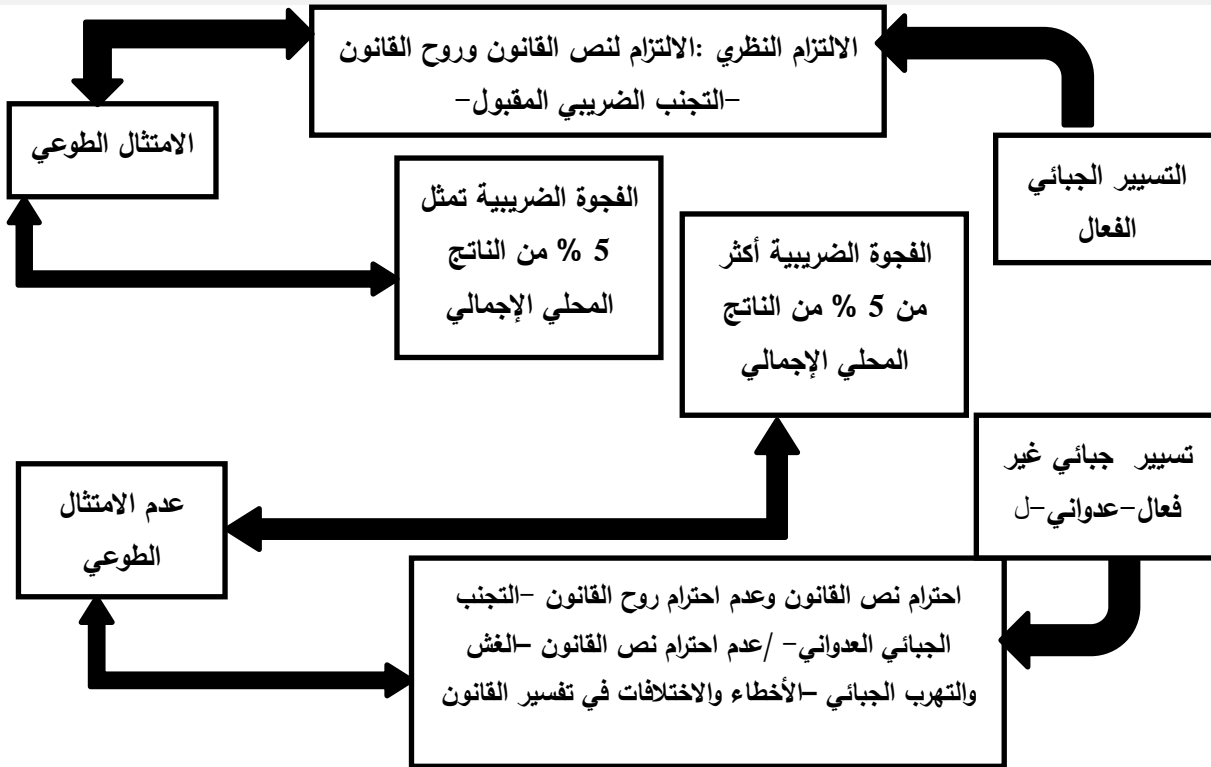 الالتزام النظري :الالتزام لنص القانون وروح القانون
-التجنب الضريبي المقبول-
الامتثال الطوعي
التسيير الجبائي
الفعال
الفجوة الضريبية تمثل
5 % من الناتج
المحلي الإجمالي
الفجوة الضريبية أكثر
من 5 % من الناتج
المحلي الإجمالي
تسيير جبائي غير
فعال-عدواني-ل
عدم الامتثال
الطوعي
احترام نص القانون وعدم احترام روح القانون -التجنب
الجبائي العدواني- /عدم احترام نص القانون –الغش
والتهرب الجبائي –الأخطاء والاختلافات في تفسير القانون